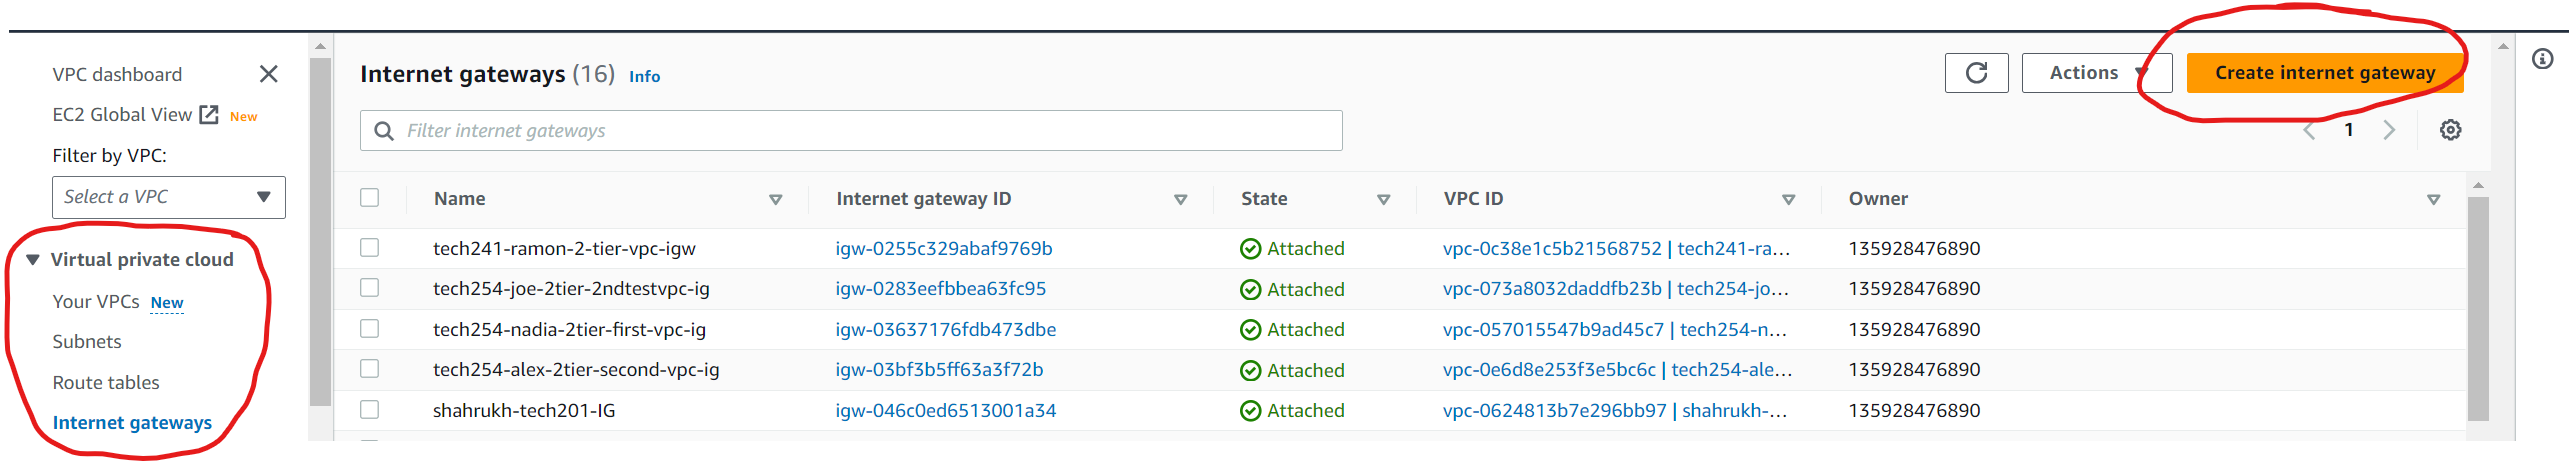 VPC dashboard
EC2 Global View New
Filter by VPC:
Select a VPC
Virtual private cloud
Your VPCs New
Subnets
Route tables
Internet gateways
Internet gateways (16) Info
Actions
Create internet gateway
Filter internet gateways
1
Name Internet gateway ID State VPC ID Owner
tech241-ramon-2-tier-vpc-igw igw-0255c329abaf9769b Attached vpc-0c38e1c5b21568752 | tech241-ra... 135928476890
tech254-joe-2tier-2ndtestvpc-ig igw-0283eefbbea63fc95 Attached vpc-073a8032daddfb23b | tech254-jo... 135928476890
tech254-nadia-2tier-first-vpc-ig igw-03637176fdb473dbe Attached vpc-057015547b9ad45c7 | tech254-n... 135928476890
tech254-alex-2tier-second-vpc-ig igw-03bf3b5ff63a3f72b Attached vpc-0e6d8e253f3e5bc6c | tech254-ale... 135928476890
shahrukh-tech201-IG igw-046c0ed6513001a34 Attached vpc-0624813b7e296bb97 | shahrukh-... 135928476890